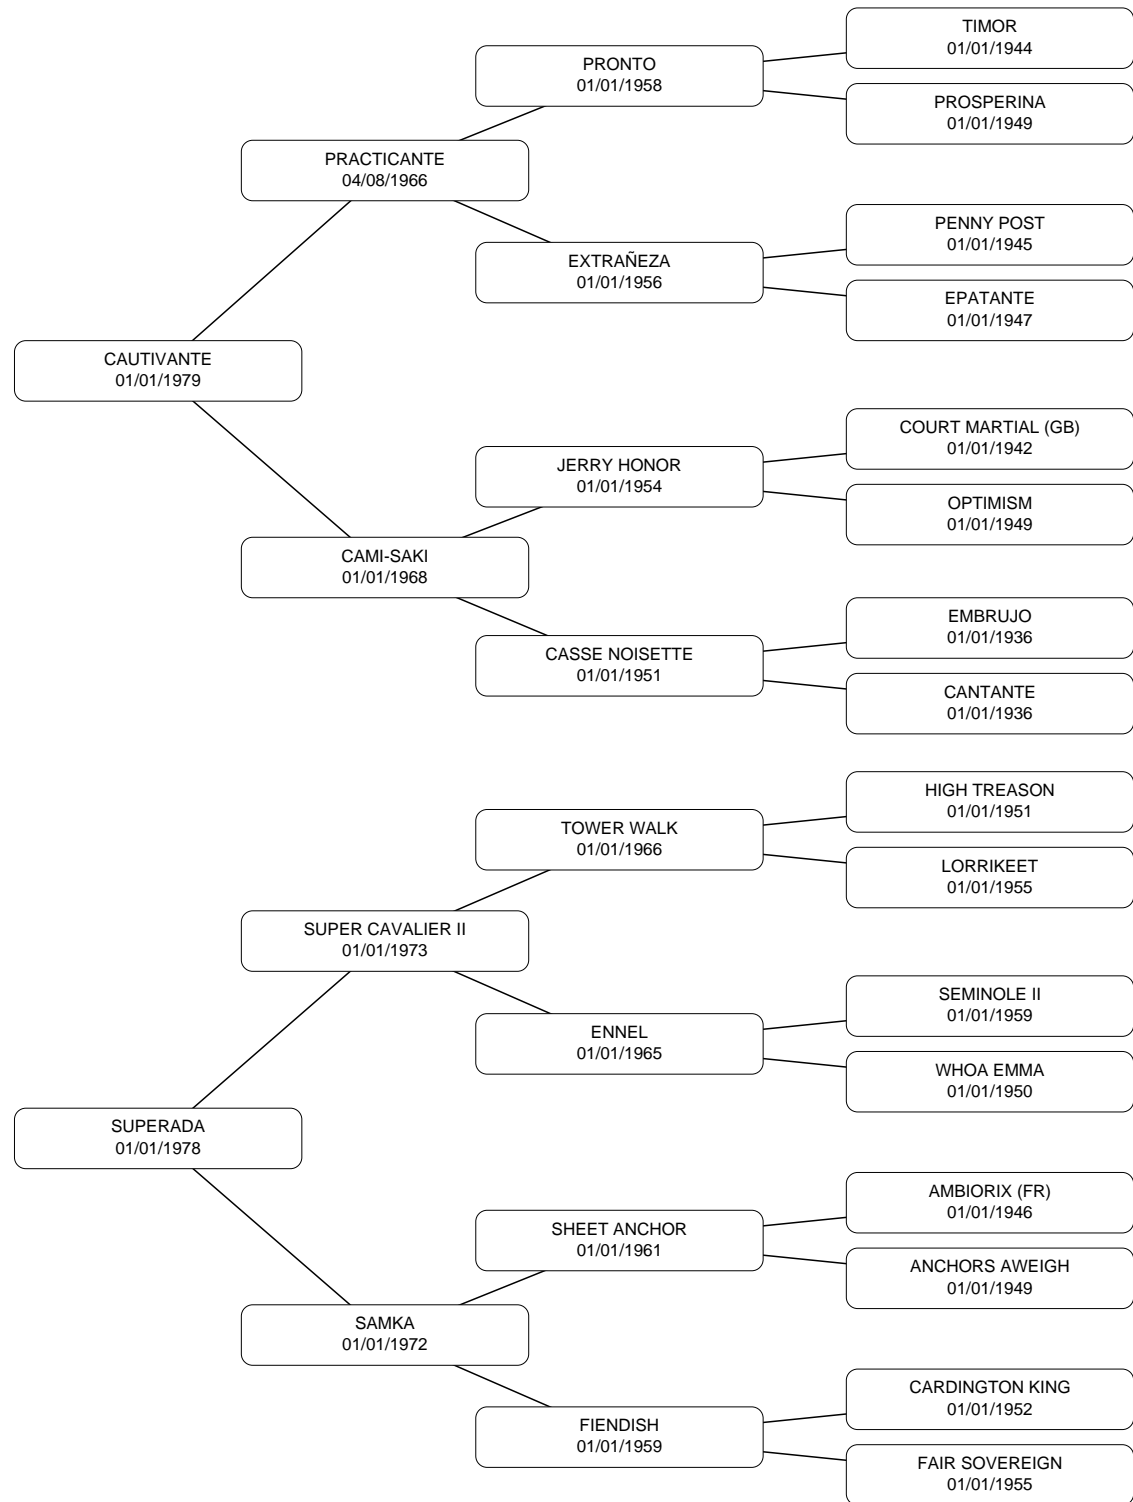 TIMOR
01/01/1944
PRONTO
01/01/1958
PROSPERINA
01/01/1949
PRACTICANTE
04/08/1966
PENNY POST
01/01/1945
EXTRAÑEZA
01/01/1956
EPATANTE
01/01/1947
CAUTIVANTE
01/01/1979
COURT MARTIAL (GB)
01/01/1942
JERRY HONOR
01/01/1954
OPTIMISM
01/01/1949
CAMI-SAKI
01/01/1968
EMBRUJO
01/01/1936
CASSE NOISETTE
01/01/1951
CANTANTE
01/01/1936
HIGH TREASON
01/01/1951
TOWER WALK
01/01/1966
LORRIKEET
01/01/1955
SUPER CAVALIER II
01/01/1973
SEMINOLE II
01/01/1959
ENNEL
01/01/1965
WHOA EMMA
01/01/1950
SUPERADA
01/01/1978
AMBIORIX (FR)
01/01/1946
SHEET ANCHOR
01/01/1961
ANCHORS AWEIGH
01/01/1949
SAMKA
01/01/1972
CARDINGTON KING
01/01/1952
FIENDISH
01/01/1959
FAIR SOVEREIGN
01/01/1955